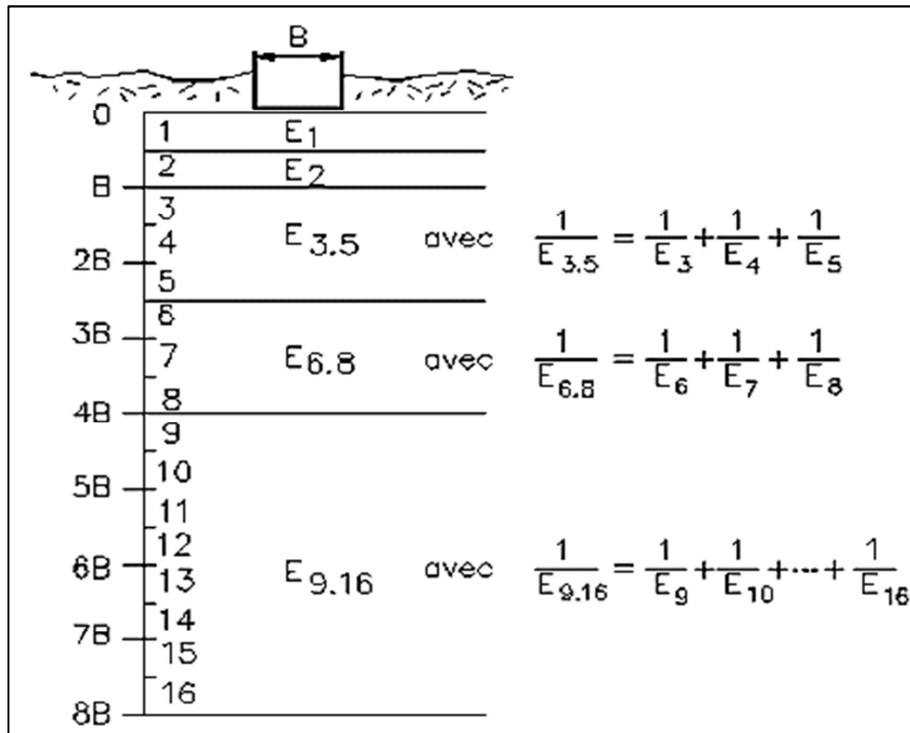 B
0
1 E₁
2 E₂
B
3
4 E₃.₅ avec 1/E₃.₅ = 1/E₃ + 1/E₄ + 1/E₅
2B
5
6
3B
7 E₆.₈ avec 1/E₆.₈ = 1/E₆ + 1/E₇ + 1/E₈
8
4B
9
10
5B
11
12
6B E₉.₁₆ avec 1/E₉.₁₆ = 1/E₉ + 1/E₁₀ + ... + 1/E₁₆
13
14
7B
15
16
8B